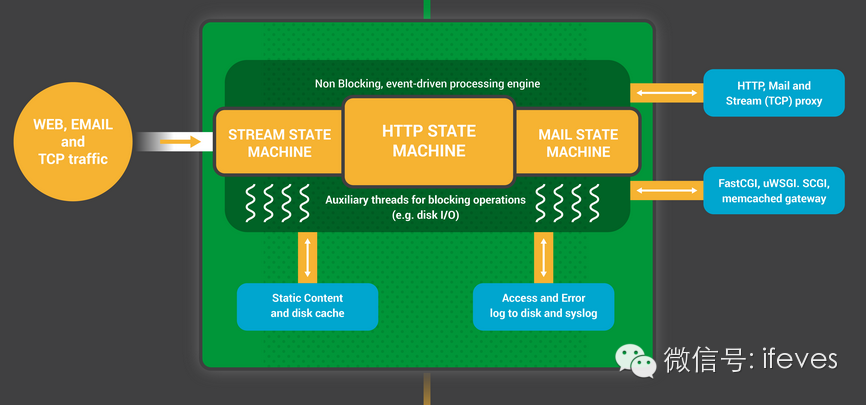 Non Blocking, event-driven processing engine
WEB, EMAIL
and
TCP traffic
STREAM STATE
MACHINE
HTTP STATE
MACHINE
MAIL STATE
MACHINE
HTTP, Mail and
Stream (TCP) proxy
FastCGI, uWSGI. SCGI,
memcached gateway
Auxiliary threads for blocking operations
(e.g. disk I/O)
Static Content
and disk cache
Access and Error
log to disk and syslog
微信号: ifeves